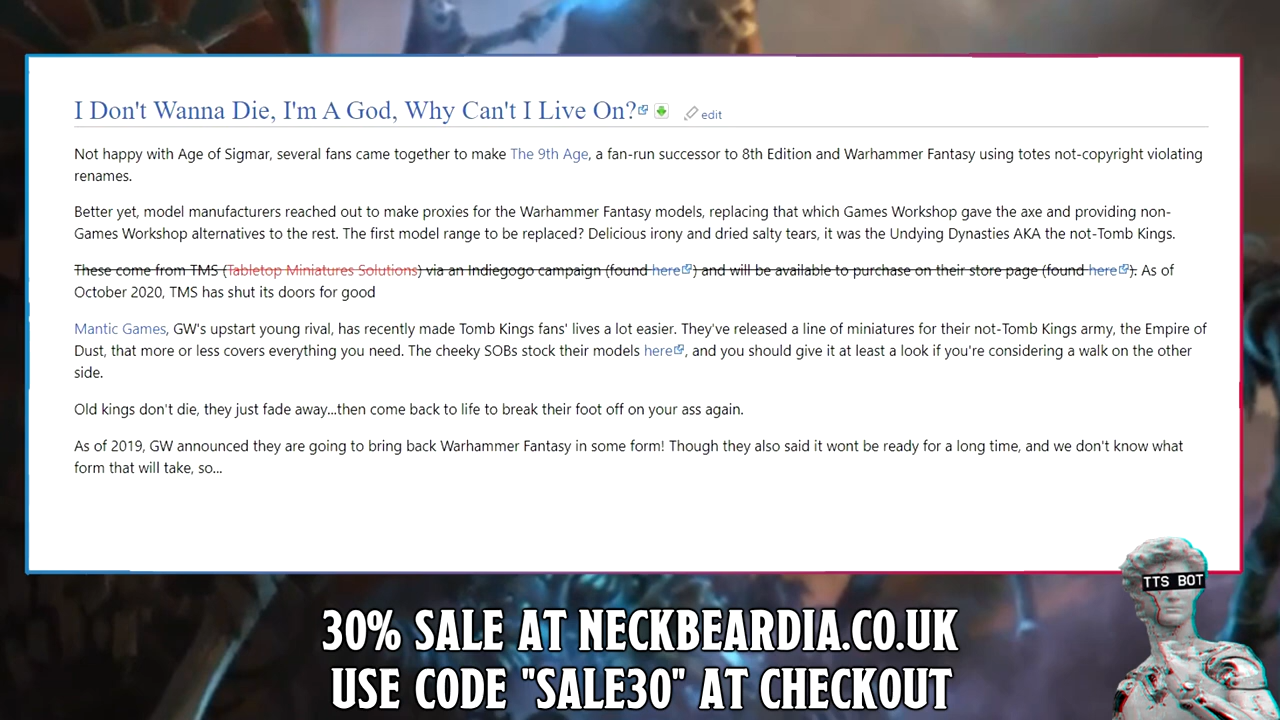 I Don't Wanna Die, I'm A God, Why Can't I Live On? edit
Not happy with Age of Sigmar, several fans came together to make The 9th Age, a fan-run successor to 8th Edition and Warhammer Fantasy using totes not-copyright violating
renames.
Better yet, model manufacturers reached out to make proxies for the Warhammer Fantasy models, replacing that which Games Workshop gave the axe and providing non-
Games Workshop alternatives to the rest. The first model range to be replaced? Delicious irony and dried salty tears, it was the Undying Dynasties AKA the not-Tomb Kings.
These come from TMS (Tabletop Miniatures Solutions) via an Indiegogo campaign (found here) and will be available to purchase on their store page (found here). As of
October 2020, TMS has shut its doors for good
Mantic Games, GW's upstart young rival, has recently made Tomb Kings fans' lives a lot easier. They've released a line of miniatures for their not-Tomb Kings army, the Empire of
Dust, that more or less covers everything you need. The cheeky SOBs stock their models here, and you should give it at least a look if you're considering a walk on the other
side.
Old kings don't die, they just fade away...then come back to life to break their foot off on your ass again.
As of 2019, GW announced they are going to bring back Warhammer Fantasy in some form! Though they also said it wont be ready for a long time, and we don't know what
form that will take, so...
TTS BOT
30% SALE AT NECKBEARDIA.CO.UK
USE CODE "SALE30" AT CHECKOUT